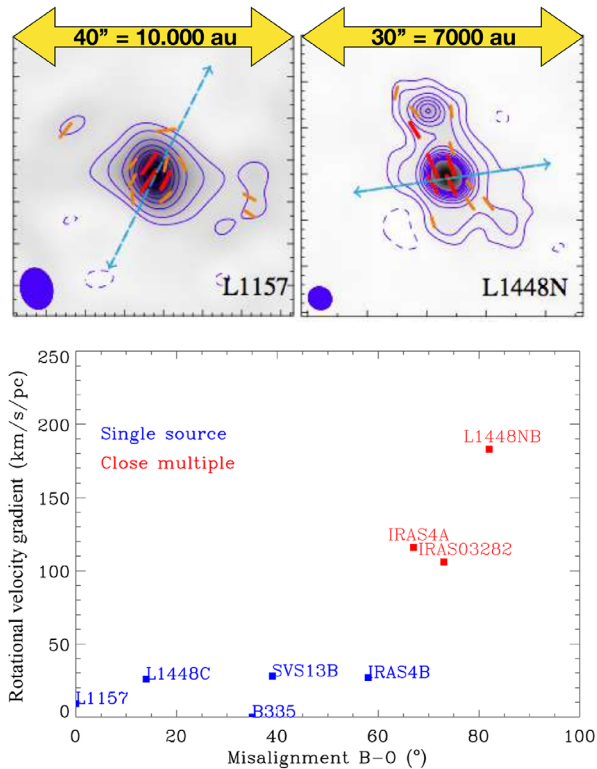 40” = 10.000 au
30” = 7000 au
L1157
L1448N
250
200
150
100
50
0
Rotational velocity gradient (km/s/pc)
Single source
Close multiple
L1448NB
IRAS4A
IRAS03282
L1448C
SVS13B
IRAS4B
L1157
B335
0 20 40 60 80 100
Misalignment B-O (°)